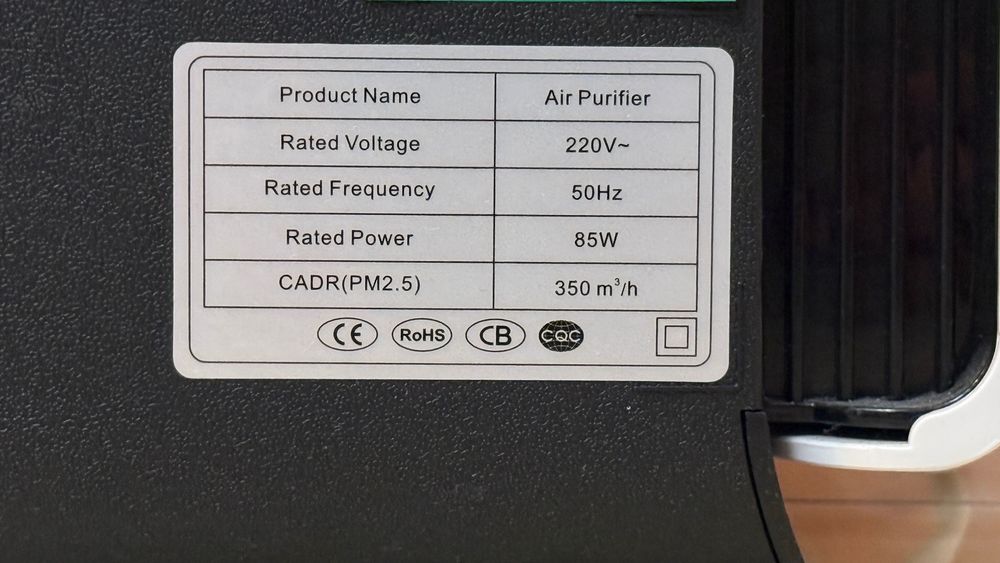 Product Name Air Purifier
Rated Voltage 220V~
Rated Frequency 50Hz
Rated Power 85W
CADR(PM2.5) 350 m³/h
CE RoHS CB CQC